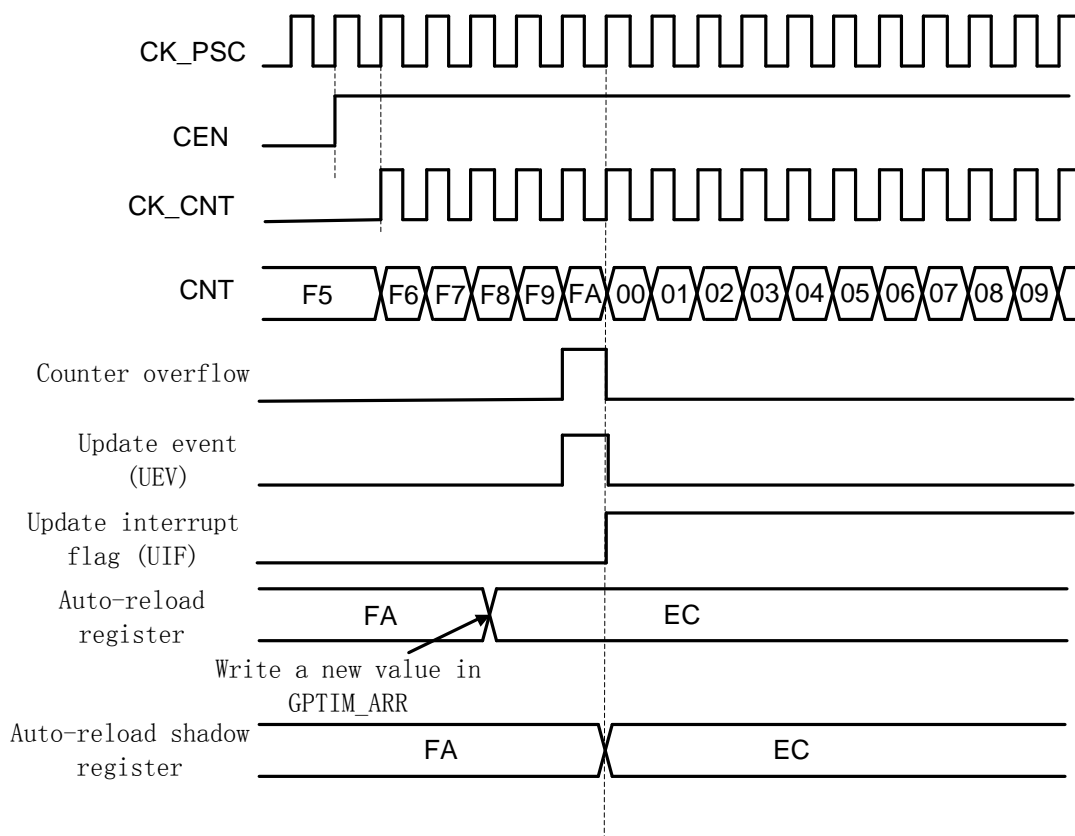 CK_PSC
CEN
CK_CNT
CNT
F5 F6 F7 F8 F9 FA 00 01 02 03 04 05 06 07 08 09
Counter overflow
Update event
(UEV)
Update interrupt
flag (UIF)
Auto-reload
register
FA
EC
Write a new value in
GPTIM_ARR
Auto-reload shadow
register
FA
EC